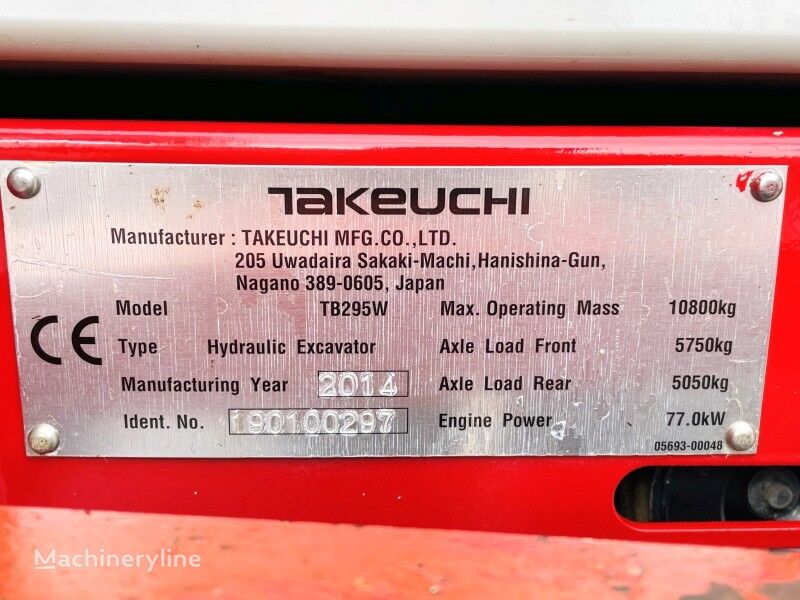 TAKEUCHI
Manufacturer : TAKEUCHI MFG.CO.,LTD.
205 Uwadaira Sakaki-Machi,Hanishina-Gun,
Nagano 389-0605, Japan
Model TB295W Max. Operating Mass 10800kg
CE Type Hydraulic Excavator Axle Load Front 5750kg
Manufacturing Year 2014 Axle Load Rear 5050kg
Ident. No. 190100297 Engine Power 77.0kW
05693-00048
Machineryline